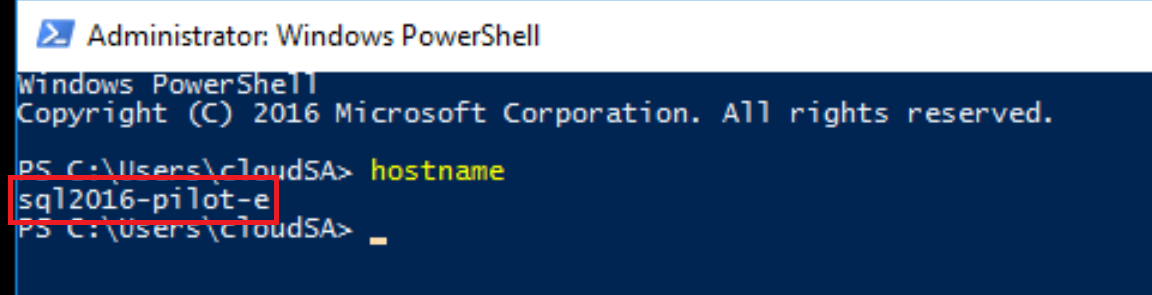 Administrator: Windows PowerShell
Windows PowerShell
Copyright (C) 2016 Microsoft Corporation. All rights reserved.
PS C:\Users\cloudSA> hostname
sql2016-pilot-e
PS C:\Users\cloudSA>